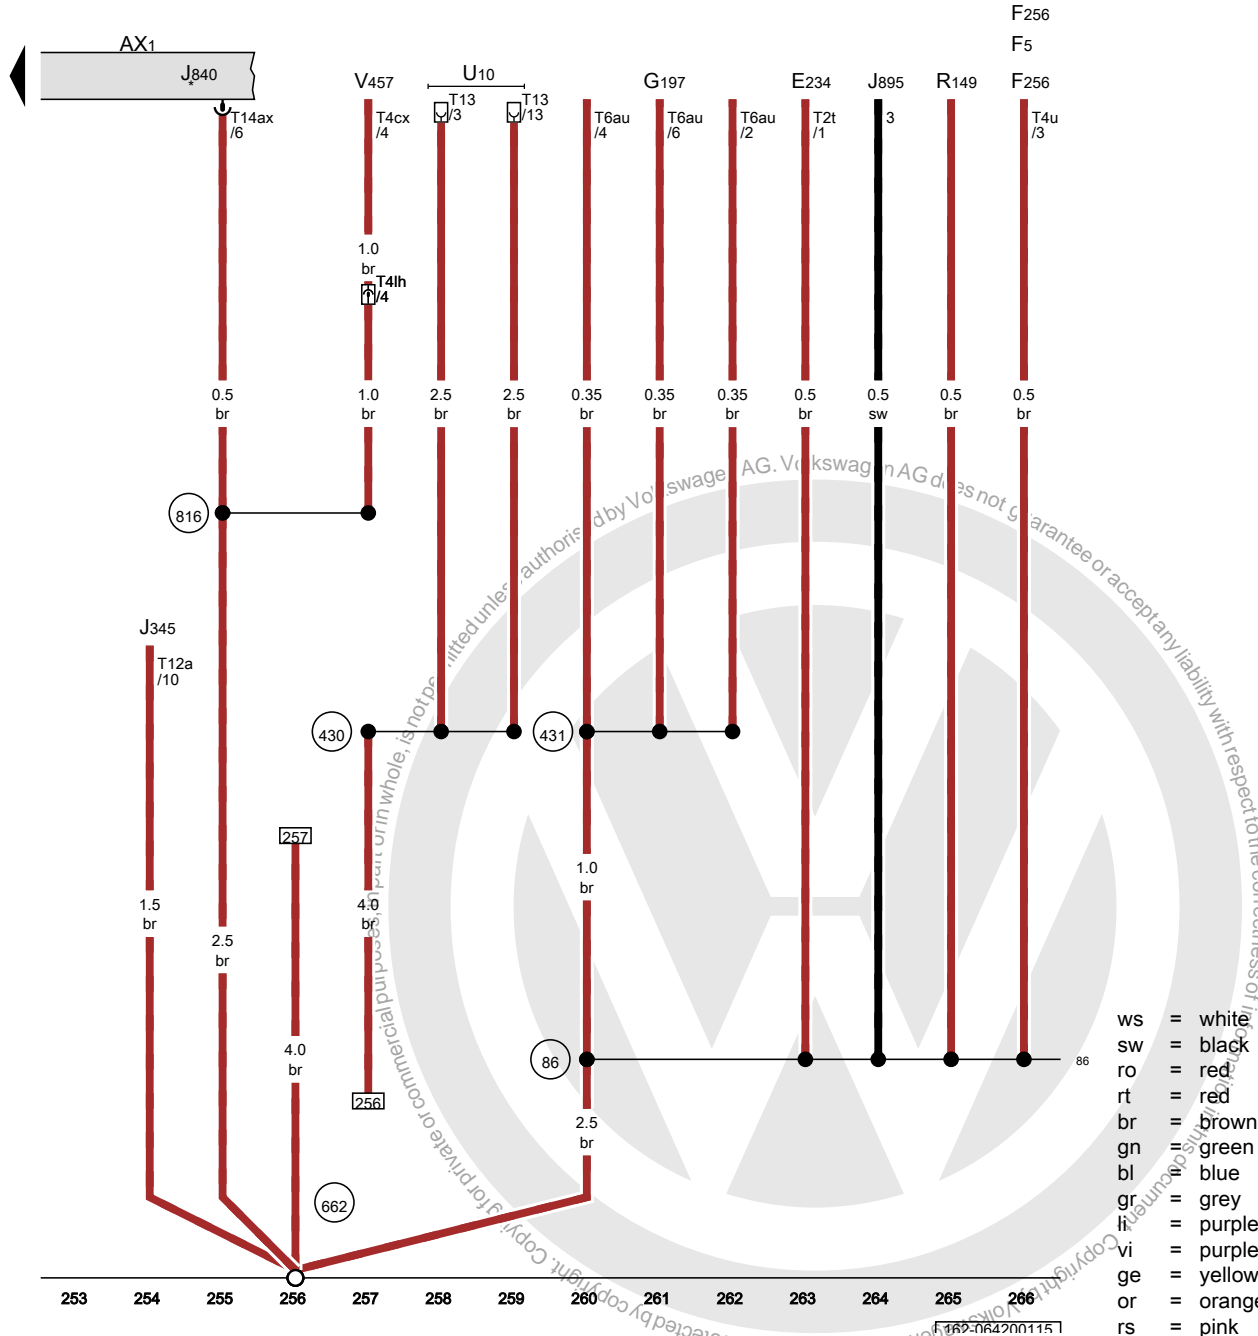 F256
F5
AX1
J840
*
V457
U10
G197
E234
J895
R149
F256
T14ax
/6
T4cx
/4
T13
/3
T13
/13
T6au
/4
T6au
/6
T6au
/2
T2t
/1
3
T4u
/3
1.0
br
T4lh
/4
0.5
br
1.0
br
2.5
br
2.5
br
0.35
br
0.35
br
0.35
br
0.5
br
0.5
sw
0.5
br
0.5
br
816
J345
T12a
/10
430
431
257
1.5
br
2.5
br
4.0
br
1.0
br
4.0
br
86
86
256
2.5
br
662
253 254 255 256 257 258 259 260 261 262 263 264 265 266
162-064200115
ws = white
sw = black
ro = red
rt = red
br = brown
gn = green
bl = blue
gr = grey
li = purple
vi = purple
ge = yellow
or = orange
rs = pink